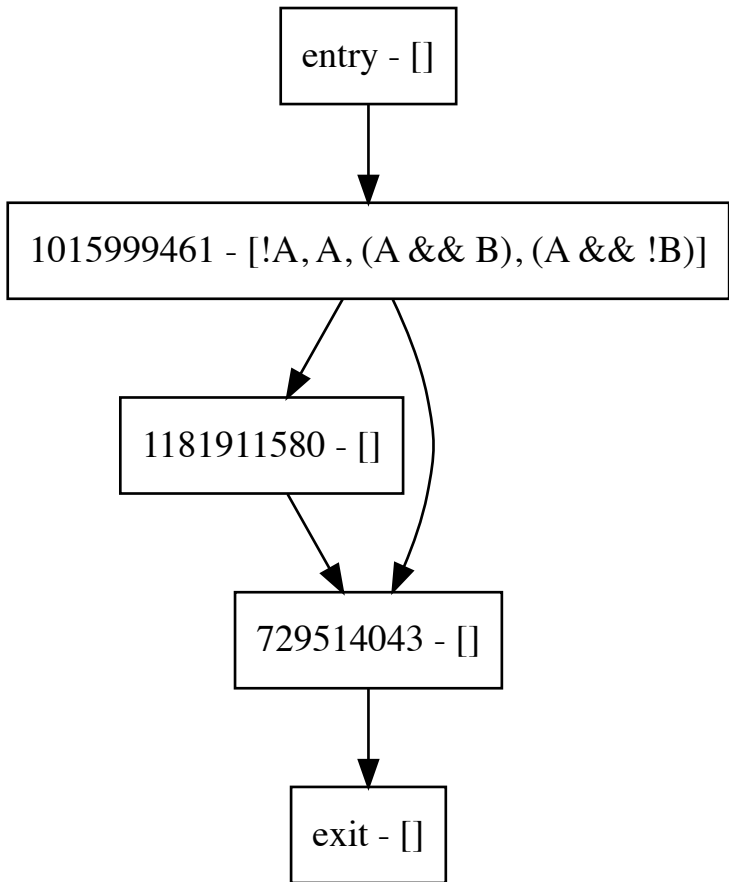 entry - []
1015999461 - [!A, A, (A && B), (A && !B)]
1181911580 - []
729514043 - []
exit - []